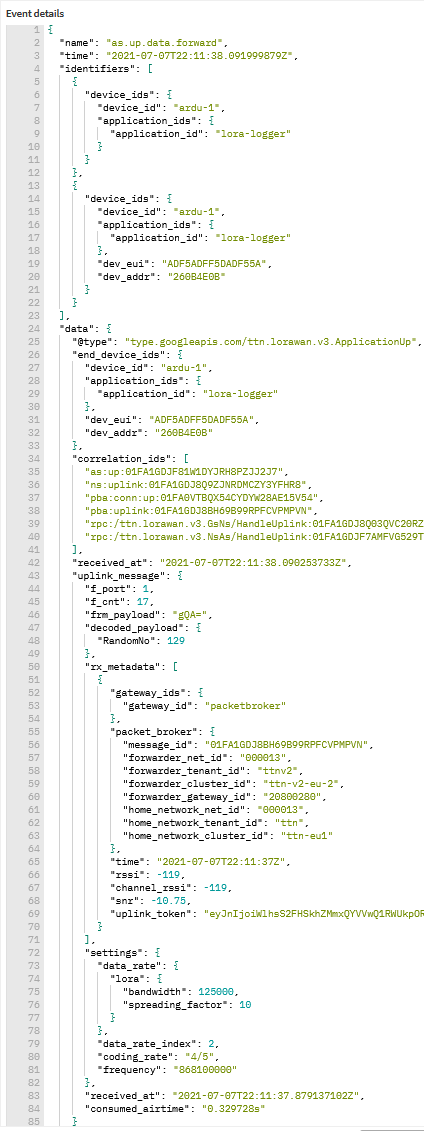 Event details
1 {
2 "name": "as.up.data.forward",
3 "time": "2021-07-07T22:11:38.091999879Z",
4 "identifiers": [
5 {
6 "device_ids": {
7 "device_id": "ardu-1",
8 "application_ids": {
9 "application_id": "lora-logger"
10 }
11 }
12 },
13 {
14 "device_ids": {
15 "device_id": "ardu-1",
16 "application_ids": {
17 "application_id": "lora-logger"
18 },
19 "dev_eui": "ADF5ADFF5DADF55A",
20 "dev_addr": "260B4E0B"
21 }
22 }
23 ],
24 "data": {
25 "@type": "type.googleapis.com/ttn.lorawan.v3.ApplicationUp",
26 "end_device_ids": {
27 "device_id": "ardu-1",
28 "application_ids": {
29 "application_id": "lora-logger"
30 },
31 "dev_eui": "ADF5ADFF5DADF55A",
32 "dev_addr": "260B4E0B"
33 },
34 "correlation_ids": [
35 "as:up:01FA1GDJF81W1DYJRH8PZJJ2J7",
36 "ns:uplink:01FA1GDJ8Q9ZJNRDMCZY3YFHR8",
37 "pba:conn:up:01FA0VTBQX54CYDYW28AE15V54",
38 "pba:uplink:01FA1GDJ8BH69B99RPFCVPMPVN",
39 "rpc:/ttn.lorawan.v3.GsNs/HandleUplink:01FA1GDJ8Q03QVC20RZ
40 "rpc:/ttn.lorawan.v3.NsAs/HandleUplink:01FA1GDJF7AMFVG529T
41 ],
42 "received_at": "2021-07-07T22:11:38.090253733Z",
43 "uplink_message": {
44 "f_port": 1,
45 "f_cnt": 17,
46 "frm_payload": "gQA=",
47 "decoded_payload": {
48 "RandomNo": 129
49 },
50 "rx_metadata": [
51 {
52 "gateway_ids": {
53 "gateway_id": "packetbroker"
54 },
55 "packet_broker": {
56 "message_id": "01FA1GDJ8BH69B99RPFCVPMPVN",
57 "forwarder_net_id": "000013",
58 "forwarder_tenant_id": "ttnv2",
59 "forwarder_cluster_id": "ttn-v2-eu-2",
60 "forwarder_gateway_id": "20800280",
61 "home_network_net_id": "000013",
62 "home_network_tenant_id": "ttn",
63 "home_network_cluster_id": "ttn-eu1"
64 },
65 "time": "2021-07-07T22:11:37Z",
66 "rssi": -119,
67 "channel_rssi": -119,
68 "snr": -10.75,
69 "uplink_token": "eyJnIjoiWlhsS2FHSkhZMmxQYVVwQ1RWUkpOR
70 }
71 ],
72 "settings": {
73 "data_rate": {
74 "lora": {
75 "bandwidth": 125000,
76 "spreading_factor": 10
77 }
78 },
79 "data_rate_index": 2,
80 "coding_rate": "4/5",
81 "frequency": "868100000"
82 },
83 "received_at": "2021-07-07T22:11:37.879137102Z",
84 "consumed_airtime": "0.329728s"
85 }